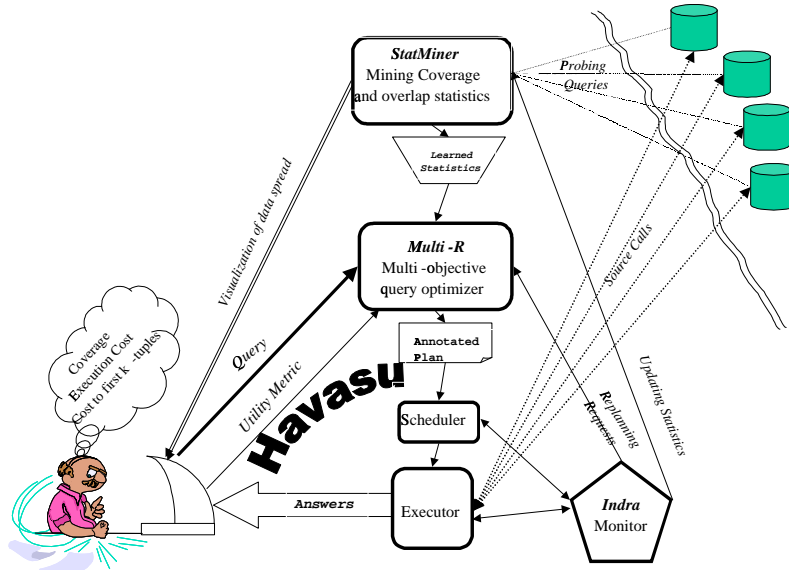 StatMiner
Mining Coverage
and overlap statistics
Probing
Queries
Learned
Statistics
Visualization of data spread
Multi -R
Multi -objective
query optimizer
Source Calls
Coverage
Execution Cost
Cost to first k -tuples
Query
Utility Metric
Annotated
Plan
Havasu
Updating Statistics
Replanning
Requests
Scheduler
Answers
Executor
Indra
Monitor